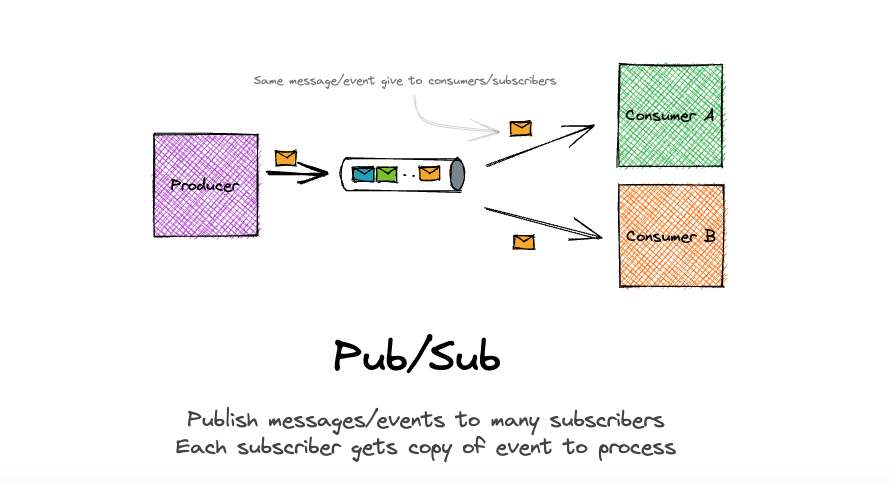 Same message/event give to consumers/subscribers
Producer
Consumer A
Consumer B
Pub/Sub
Publish messages/events to many subscribers
Each subscriber gets copy of event to process